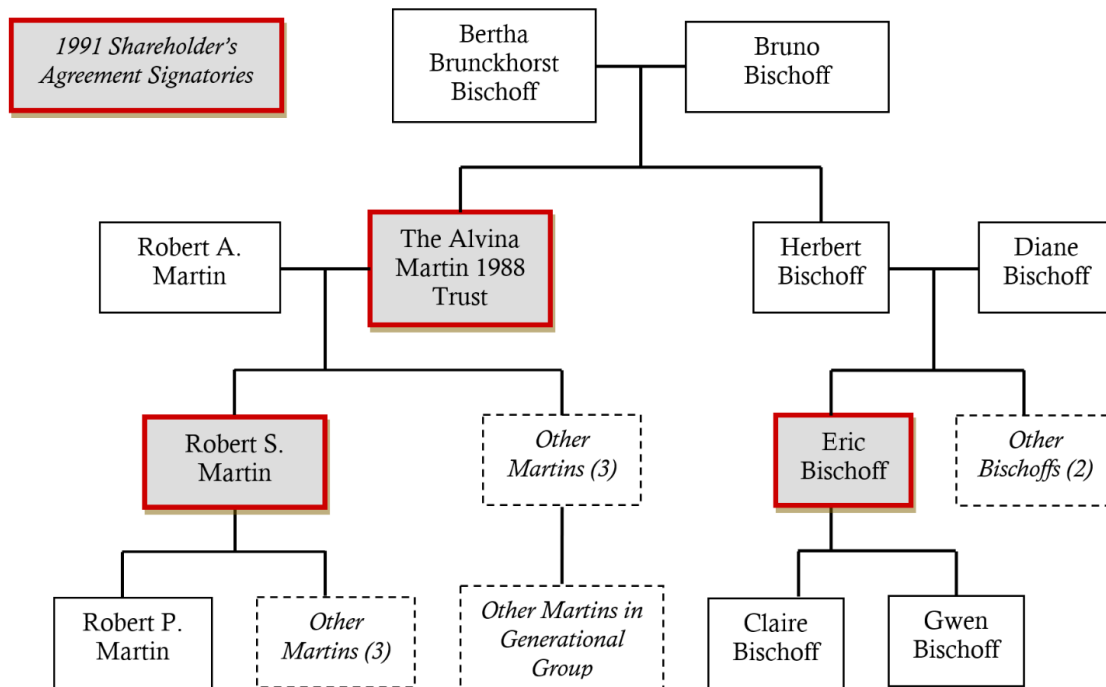 1991 Shareholder's
Agreement Signatories
Bertha
Brunckhorst
Bischoff
Bruno
Bischoff
Robert A.
Martin
The Alvina
Martin 1988
Trust
Herbert
Bischoff
Diane
Bischoff
Robert S.
Martin
Other
Martins (3)
Eric
Bischoff
Other
Bischoffs (2)
Robert P.
Martin
Other
Martins (3)
Other Martins in
Generational
Group
Claire
Bischoff
Gwen
Bischoff